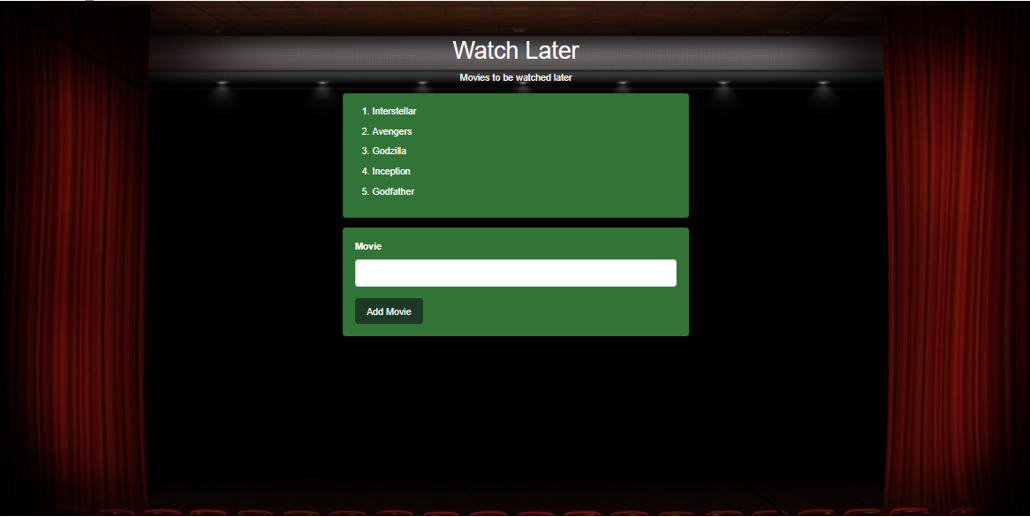 Watch Later
Movies to be watched later
1. Interstellar
2. Avengers
3. Godzilla
4. Inception
5. Godfather
Movie
Add Movie